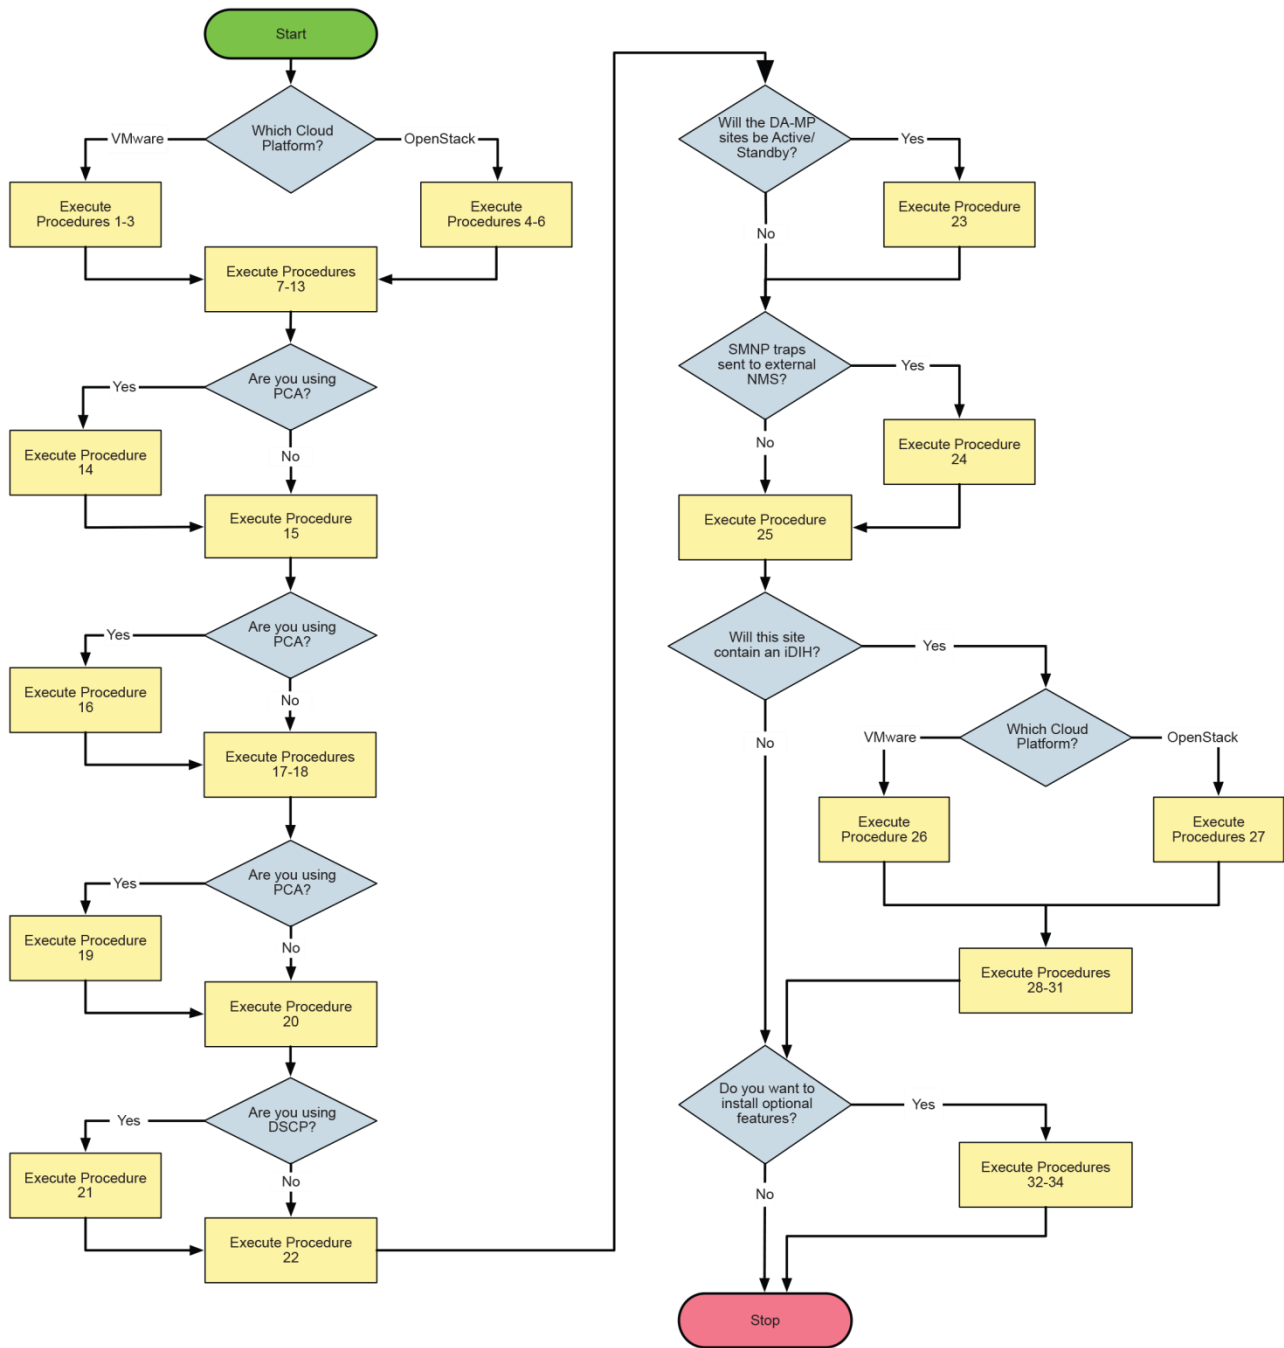 Start
Which Cloud
Platform?
VMware
OpenStack
Execute
Procedures 1-3
Execute
Procedures 4-6
Execute Procedures
7-13
Are you using
PCA?
Yes
No
Execute Procedure
14
Execute Procedure
15
Are you using
PCA?
Yes
No
Execute Procedure
16
Execute Procedures
17-18
Are you using
PCA?
Yes
No
Execute Procedure
19
Execute Procedure
20
Are you using
DSCP?
Yes
No
Execute Procedure
21
Execute Procedure
22
Will the DA-MP
sites be Active/
Standby?
Yes
No
Execute Procedure
23
SMNP traps
sent to external
NMS?
Yes
No
Execute Procedure
24
Execute Procedure
25
Will this site
contain an iDIH?
Yes
No
Which Cloud
Platform?
VMware
OpenStack
Execute
Procedure 26
Execute
Procedures 27
Execute Procedures
28-31
Do you want to
install optional
features?
Yes
No
Execute Procedures
32-34
Stop